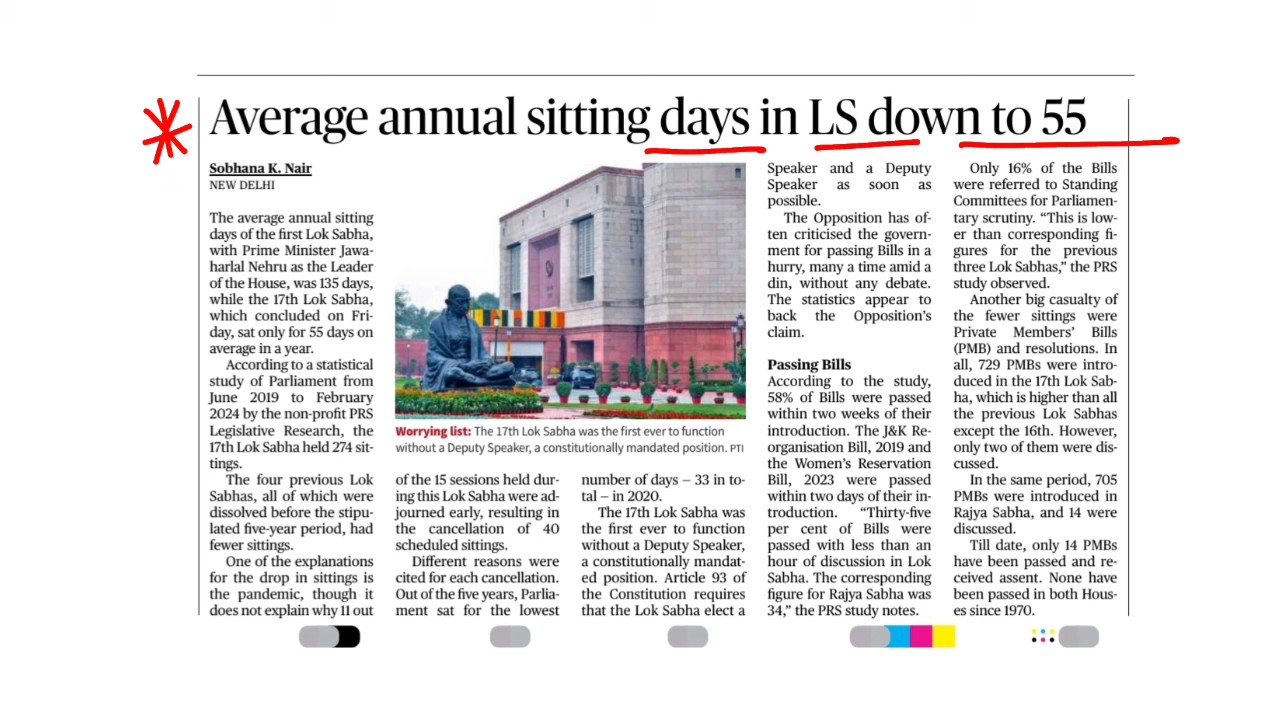 Average annual sitting days in LS down to 55
Sobhana K. Nair
NEW DELHI
The average annual sitting
days of the first Lok Sabha,
with Prime Minister Jawa-
harlal Nehru as the Leader
of the House, was 135 days,
while the 17th Lok Sabha,
which concluded on Fri-
day, sat only for 55 days on
average in a year.
According to a statistical
study of Parliament from
June 2019 to February
2024 by the non-profit PRS
Legislative Research, the
17th Lok Sabha held 274 sit-
tings.
The four previous Lok
Sabhas, all of which were
dissolved before the stipu-
lated five-year period, had
fewer sittings.
One of the explanations
for the drop in sittings is
the pandemic, though it
does not explain why 11 out
Worrying list: The 17th Lok Sabha was the first ever to function
without a Deputy Speaker, a constitutionally mandated position. PTI
of the 15 sessions held dur-
ing this Lok Sabha were ad-
journed early, resulting in
the cancellation of 40
scheduled sittings.
Different reasons were
cited for each cancellation.
Out of the five years, Parlia-
ment sat for the lowest
number of days – 33 in to-
tal – in 2020.
The 17th Lok Sabha was
the first ever to function
without a Deputy Speaker,
a constitutionally mandat-
ed position. Article 93 of
the Constitution requires
that the Lok Sabha elect a
Speaker and a Deputy
Speaker as soon as
possible.
The Opposition has of-
ten criticised the govern-
ment for passing Bills in a
hurry, many a time amid a
din, without any debate.
The statistics appear to
back the Opposition's
claim.
Passing Bills
According to the study,
58% of Bills were passed
within two weeks of their
introduction. The J&K Re-
organisation Bill, 2019 and
the Women's Reservation
Bill, 2023 were passed
within two days of their in-
troduction. “Thirty-five
per cent of Bills were
passed with less than an
hour of discussion in Lok
Sabha. The corresponding
figure for Rajya Sabha was
34,” the PRS study notes.
Only 16% of the Bills
were referred to Standing
Committees for Parliamen-
tary scrutiny. “This is low-
er than corresponding fi-
gures for the previous
three Lok Sabhas,” the PRS
study observed.
Another big casualty of
the fewer sittings were
Private Members' Bills
(PMB) and resolutions. In
all, 729 PMBs were intro-
duced in the 17th Lok Sab-
ha, which is higher than all
the previous Lok Sabhas
except the 16th. However,
only two of them were dis-
cussed.
In the same period, 705
PMBs were introduced in
Rajya Sabha, and 14 were
discussed.
Till date, only 14 PMBs
have been passed and re-
ceived assent. None have
been passed in both Hous-
es since 1970.